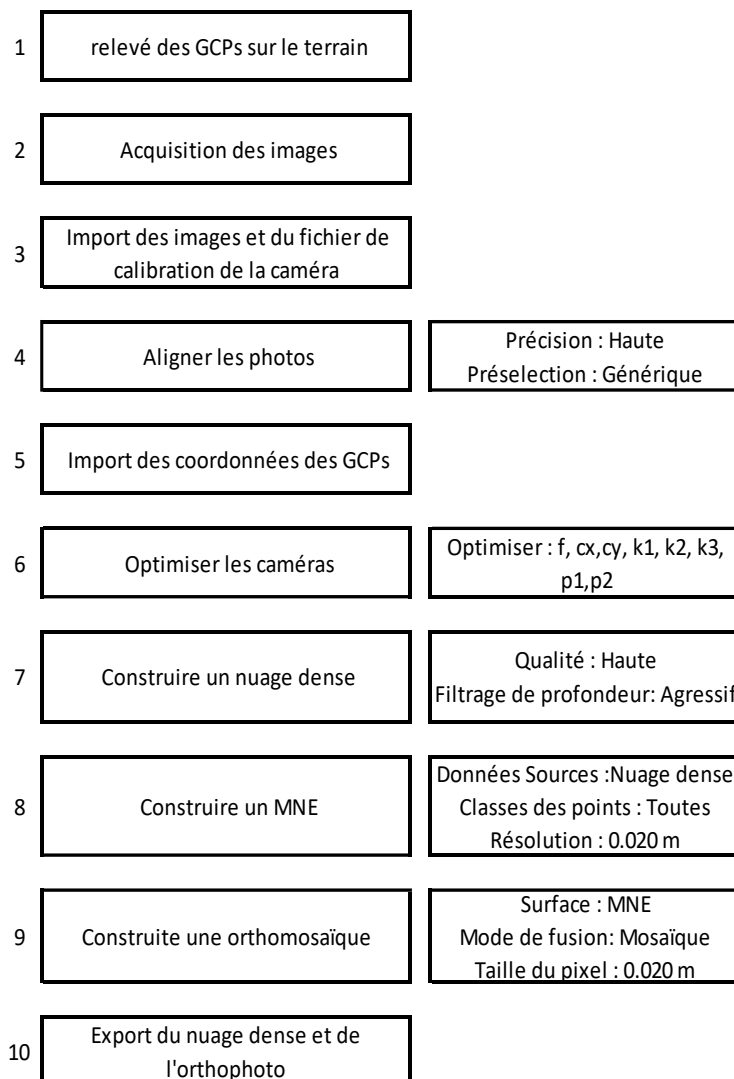 1
relevé des GCPs sur le terrain
2
Acquisition des images
3
Import des images et du fichier de
calibration de la caméra
4
Aligner les photos
Précision : Haute
Préselection : Générique
5
Import des coordonnées des GCPs
6
Optimiser les caméras
Optimiser : f, cx,cy, k1, k2, k3,
p1,p2
7
Construire un nuage dense
Qualité : Haute
Filtrage de profondeur: Agressif
8
Construire un MNE
Données Sources :Nuage dense
Classes des points : Toutes
Résolution : 0.020 m
9
Construite une orthomosaïque
Surface : MNE
Mode de fusion: Mosaïque
Taille du pixel : 0.020 m
10
Export du nuage dense et de
l'orthophoto